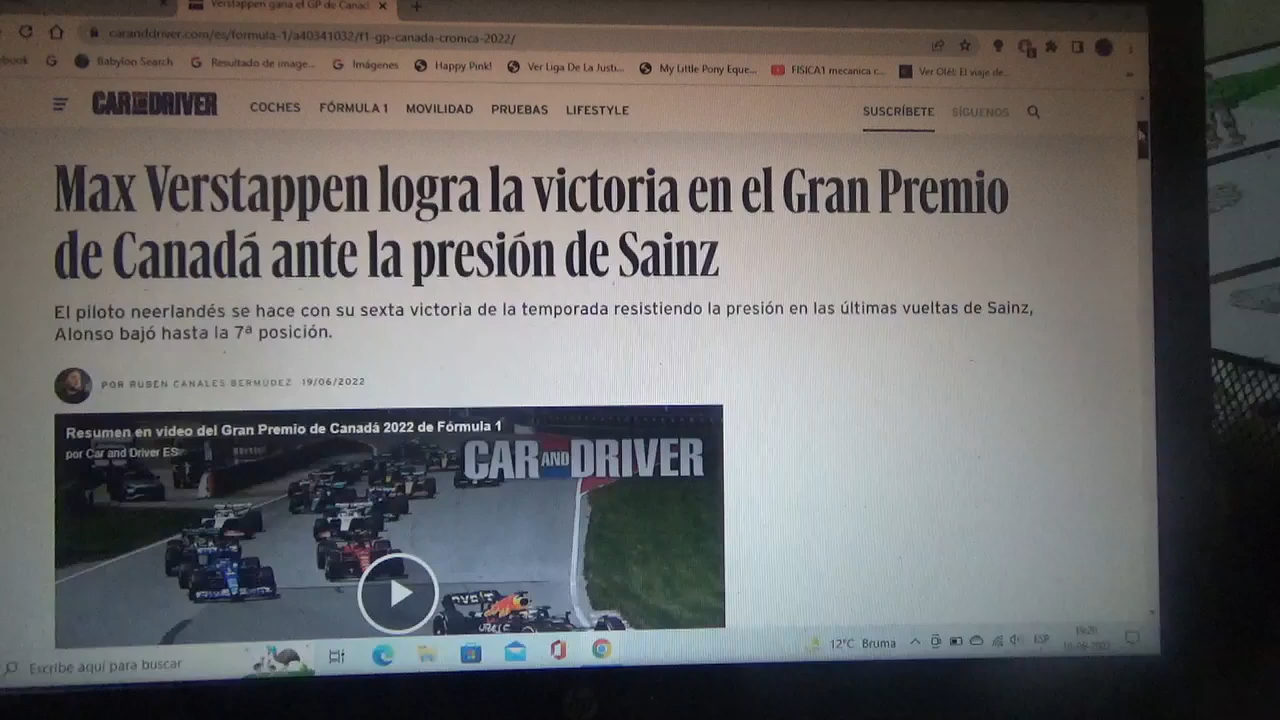 Verstappen gana el GP de Canad
caranddriver.com/es/formula-1/a40341032/f1-gp-canada-cronica-2022/
book
Babylon Search
Resultado de image...
Imágenes
Happy Pink!
Ver Liga De La Justi...
My Little Pony Eque...
FISICA1 mecanica c...
Ver Olé!: El viaje de...
CAR AND DRIVER
COCHES
FÓRMULA 1
MOVILIDAD
PRUEBAS
LIFESTYLE
SUSCRÍBETE
SÍGUENOS
Max Verstappen logra la victoria en el Gran Premio
de Canadá ante la presión de Sainz
El piloto neerlandés se hace con su sexta victoria de la temporada resistiendo la presión en las últimas vueltas de Sainz,
Alonso bajó hasta la 7ª posición.
POR RUBÉN CANALES BERMÚDEZ 19/06/2022
Resumen en video del Gran Premio de Canadá 2022 de Fórmula 1
por Car and Driver ES
CAR AND DRIVER
Escribe aquí para buscar
12°C Bruma
ESP